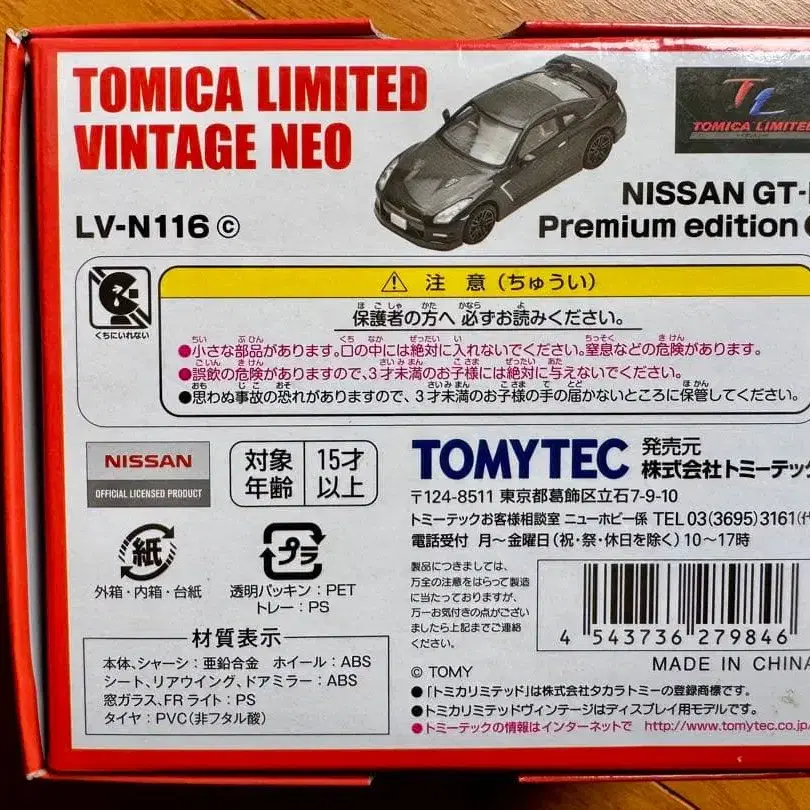 TOMICA LIMITED
VINTAGE NEO
TL
TOMICA LIMITED
LV-N116 ©
NISSAN GT-
Premium edition
くちにいれない
注意(ちゅうい)
保護者の方へ 必ずお読みください。
●小さな部品があります。口の中には絶対に入れないでください。窒息などの危険があります。
●誤飲の危険がありますので、3才未満のお子様には絶対に与えないでください。
●思わぬ事故の恐れがありますので、3才未満のお子様の手の届かないところに保管してください。
NISSAN
OFFICIAL LICENSED PRODUCT
対象年齢
15才以上
TOMYTEC
発売元
株式会社トミーテック
〒124-8511 東京都葛飾区立石7-9-10
トミーテックお客様相談室 ニューホビー係 TEL 03(3695)3161(代
電話受付 月〜金曜日(祝・祭・休日を除く)10〜17時
紙
外箱・内箱・台紙
プラ
透明パッキン:PET
トレー:PS
製品につきましては、
万全の注意をはらって製造
に当たっておりますが、
万一お気付きの点がござい
ましたら上記までご連絡
ください。
4 543736 279846
MADE IN CHINA
材質表示
本体、シャーシ:亜鉛合金 ホイール:ABS
シート、リアウイング、ドアミラー:ABS
窓ガラス、FRライト:PS
タイヤ:PVC(非フタル酸)
© TOMY
●「トミカリミテッド」は株式会社タカラトミーの登録商標です。
●トミカリミテッドヴィンテージはディスプレイ用モデルです。
●トミーテックの情報はインターネットで http://www.tomytec.co.jp/